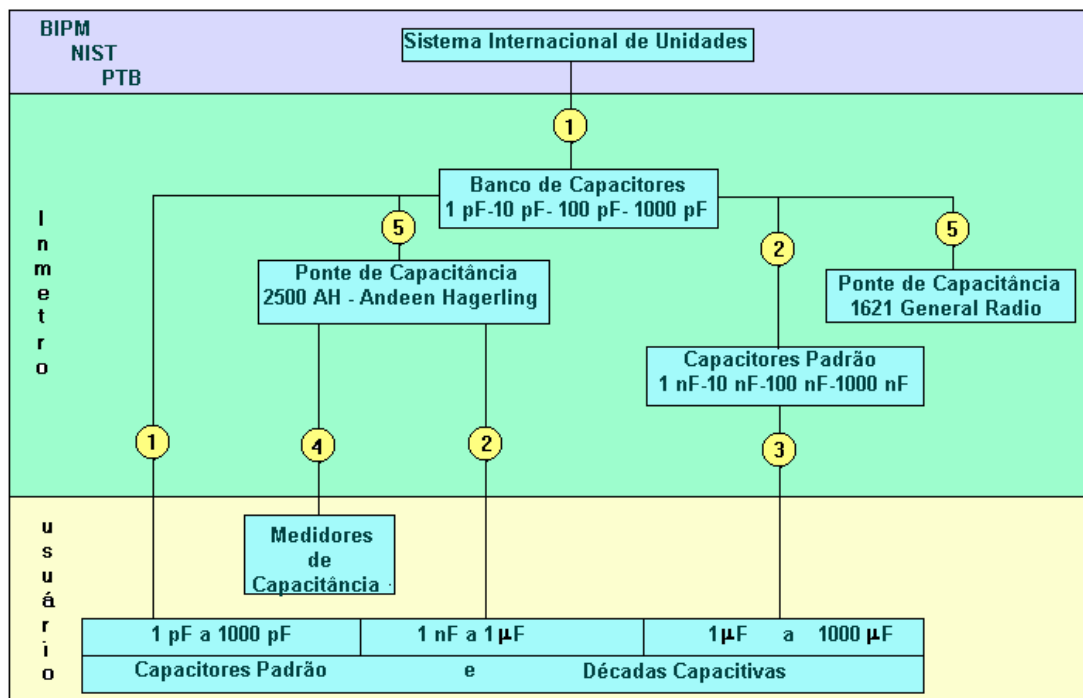 BIPM
NIST
PTB
Sistema Internacional de Unidades
1
Banco de Capacitores
1 pF-10 pF- 100 pF- 1000 pF
5
2
5
Ponte de Capacitância
2500 AH - Andeen Hagerling
Ponte de Capacitância
1621 General Radio
Capacitores Padrão
1 nF-10 nF-100 nF-1000 nF
Inmetro
1
4
2
3
usuário
Medidores
de
Capacitância
1 pF a 1000 pF
1 nF a 1 µF
1µF a 1000 µF
Capacitores Padrão e Décadas Capacitivas